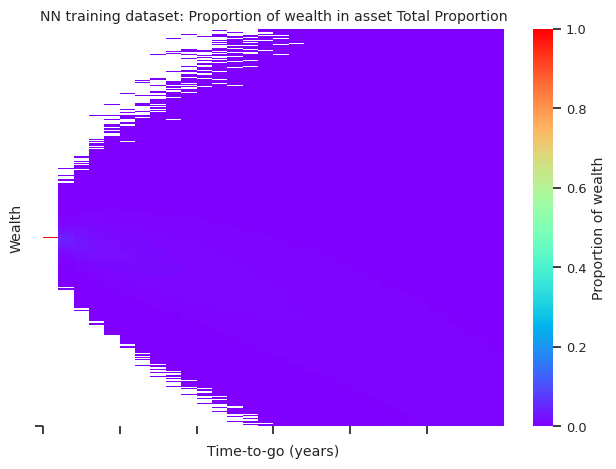 NN training dataset: Proportion of wealth in asset Total Proportion
Wealth
Time-to-go (years)
1.0
0.8
0.6
0.4
0.2
0.0
Proportion of wealth